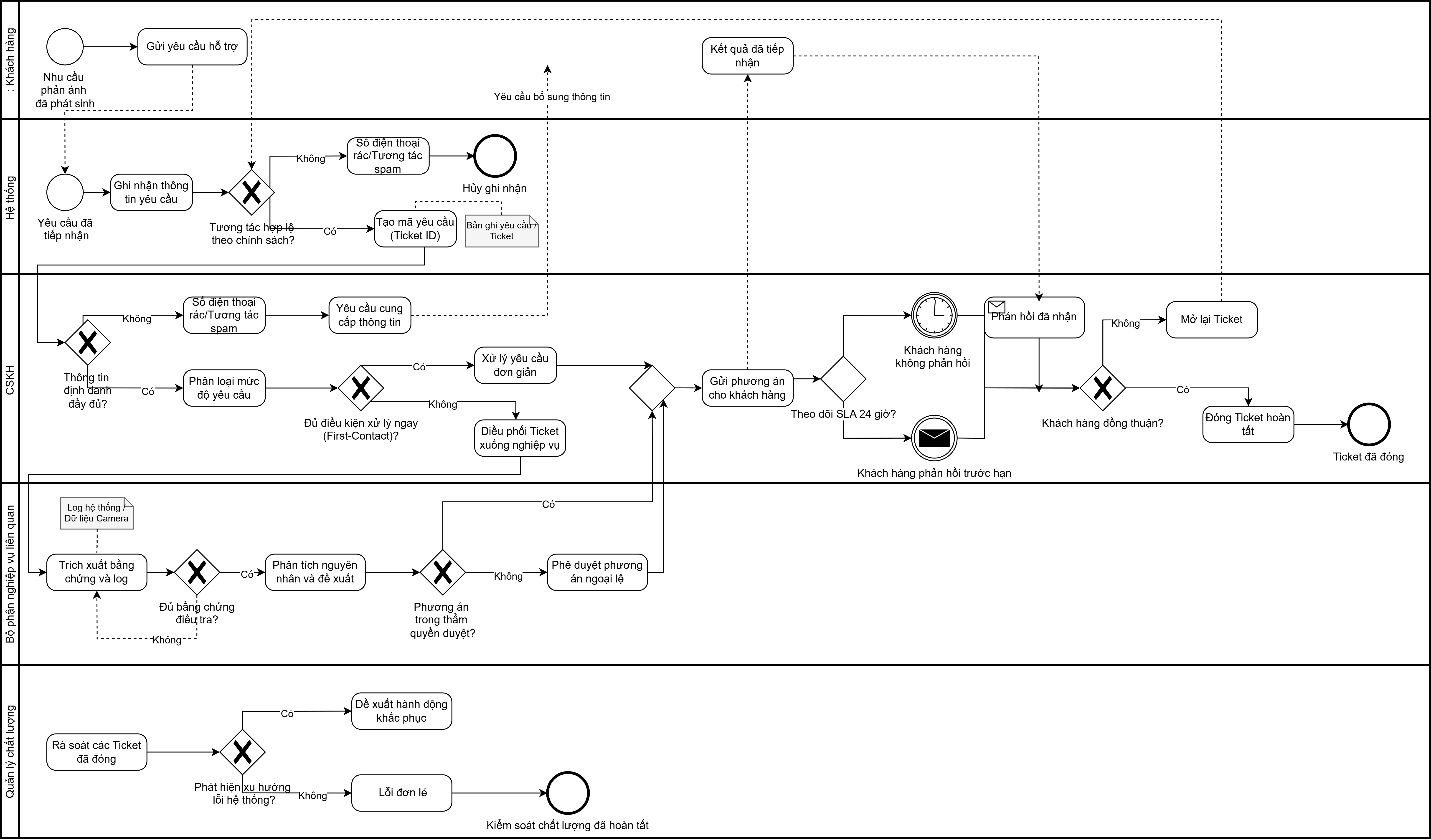 : Khách hàng
Nhu cầu
phản ánh
đã phát sinh
Gửi yêu cầu hỗ trợ
Yêu cầu bổ sung thông tin
Kết quả đã tiếp
nhận
Hệ thống
Yêu cầu đã
tiếp nhận
Ghi nhận thông
tin yêu cầu
Tương tác hợp lệ
theo chính sách?
Không
Số điện thoại
rác/Tương tác
spam
Hủy ghi nhận
Có
Tạo mã yêu cầu
(Ticket ID)
Bản ghi yêu cầu /
Ticket
CSKH
Thông tin
định danh
đầy đủ?
Không
Số điện thoại
rác/Tương tác
spam
Yêu cầu cung
cấp thông tin
Có
Phân loại mức
độ yêu cầu
Đủ điều kiện xử lý ngay
(First-Contact)?
Có
Xử lý yêu cầu
đơn giản
Không
Điều phối Ticket
xuống nghiệp vụ
Gửi phương án
cho khách hàng
Theo dõi SLA 24 giờ?
Khách hàng
không phản hồi
Khách hàng phản hồi trước hạn
Phản hồi đã nhận
Khách hàng đồng thuận?
Không
Mở lại Ticket
Có
Đóng Ticket hoàn
tất
Ticket đã đóng
Bộ phận nghiệp vụ liên quan
Log hệ thống /
Dữ liệu Camera
Trích xuất bằng
chứng và log
Đủ bằng chứng
điều tra?
Không
Có
Phân tích nguyên
nhân và đề xuất
Phương án
trong thẩm
quyền duyệt?
Có
Không
Phê duyệt phương
án ngoại lệ
Quản lý chất lượng
Rà soát các Ticket
đã đóng
Phát hiện xu hướng
lỗi hệ thống?
Có
Đề xuất hành động
khắc phục
Không
Lỗi đơn lẻ
Kiểm soát chất lượng đã hoàn tất